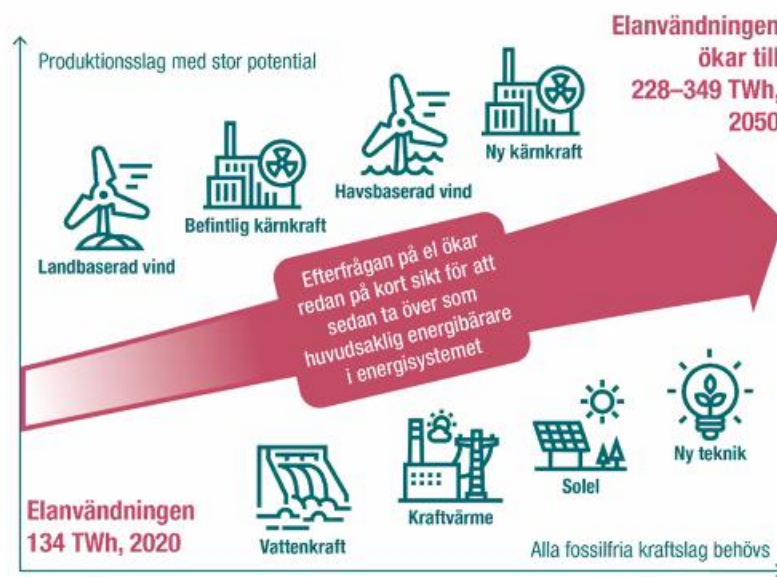 Elanvändningen
ökar till
228–349 TWh,
2050
Produktionsslag med stor potential
Ny kärnkraft
Havsbaserad vind
Befintlig kärnkraft
Landbaserad vind
Efterfrågan på el ökar
redan på kort sikt för att
sedan ta över som
huvudsaklig energibärare
i energisystemet
Ny teknik
Solel
Kraftvärme
Vattenkraft
Elanvändningen
134 TWh, 2020
Alla fossilfria kraftslag behövs